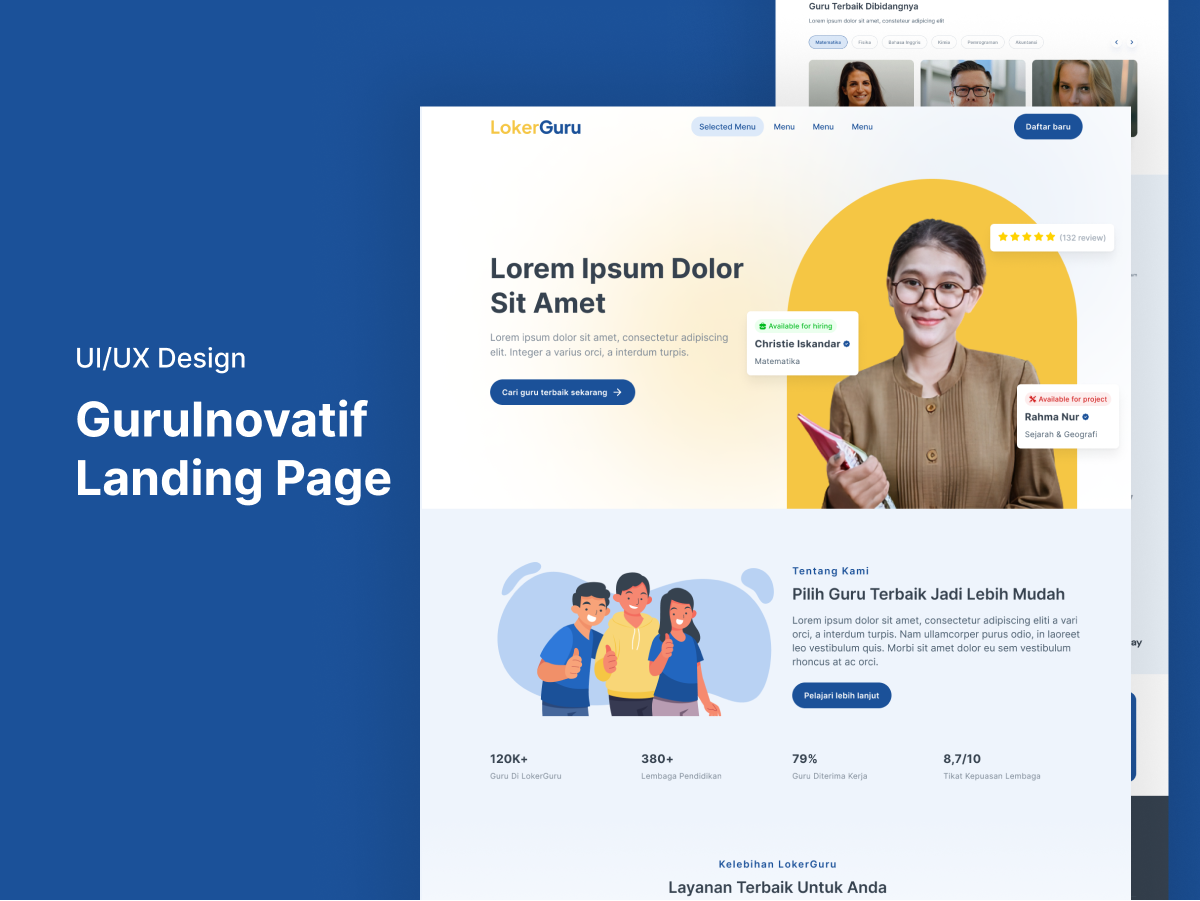 UI/UX Design
GuruInovatif
Landing Page
Guru Terbaik Dibidangnya
Lorem ipsum dolor sit amet, constetuer adipicing elit
Matematika
Fisika
Bahasa Inggris
Kimia
Pemrograman
Akuntansi
LokerGuru
Selected Menu
Menu
Menu
Menu
Daftar baru
Lorem Ipsum Dolor
Sit Amet
Lorem ipsum dolor sit amet, consectetur adipiscing
elit. Integer a varius orci, a interdum turpis.
Cari guru terbaik sekarang
(132 review)
Available for hiring
Christie Iskandar
Matematika
Available for project
Rahma Nur
Sejarah & Geografi
Tentang Kami
Pilih Guru Terbaik Jadi Lebih Mudah
Lorem ipsum dolor sit amet, consectetur adipiscing eliti a vari
orci, a interdum turpis. Nam ullamcorper purus odio, in laoreet
leo vestibulum quis. Morbi sit amet dolor eu sem vestibulum
rhoncus at ac orci.
Pelajari lebih lanjut
120K+
Guru Di LokerGuru
380+
Lembaga Pendidikan
79%
Guru Diterima Kerja
8,7/10
Tikat Kepuasan Lembaga
Kelebihan LokerGuru
Layanan Terbaik Untuk Anda
ay